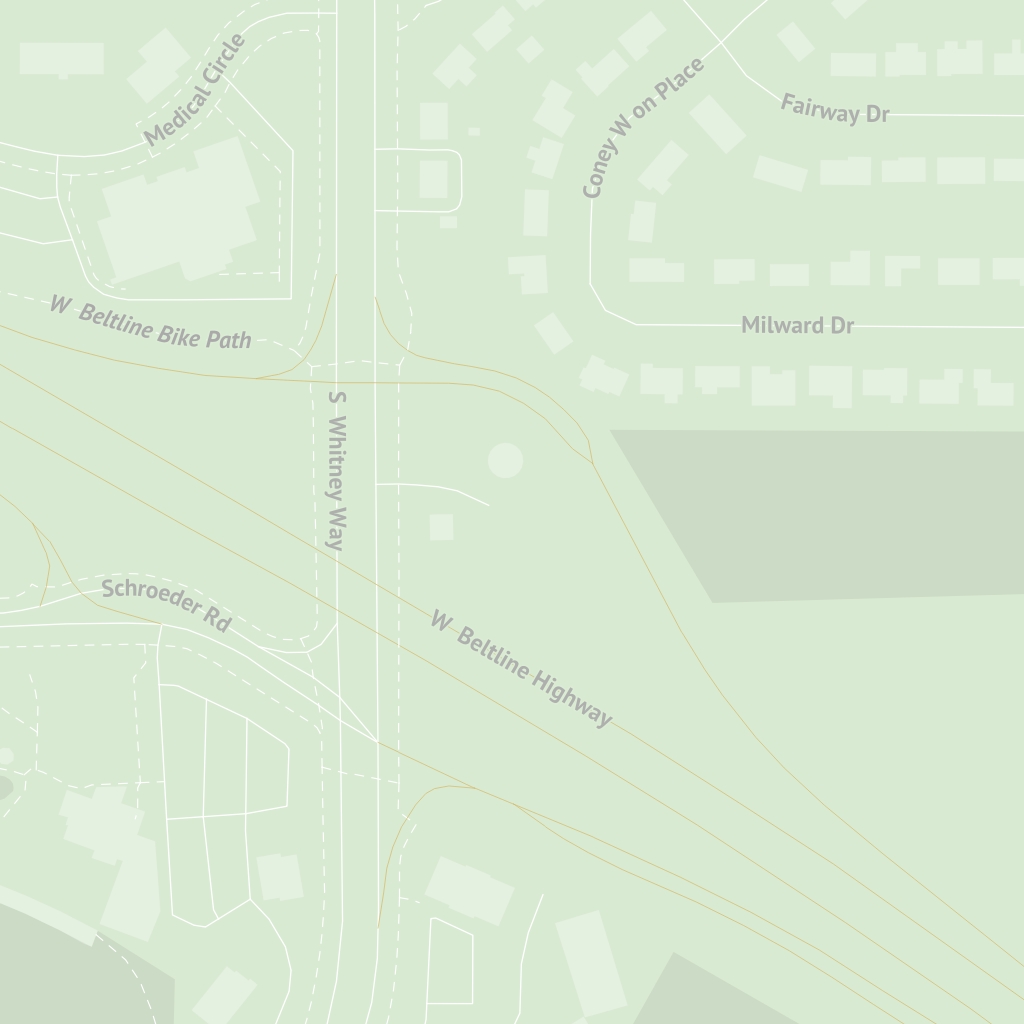 Medical Circle
Coney W on Place
Fairway Dr
W Beltline Bike Path
Milward Dr
S Whitney Way
Schroeder Rd
W Beltline Highway